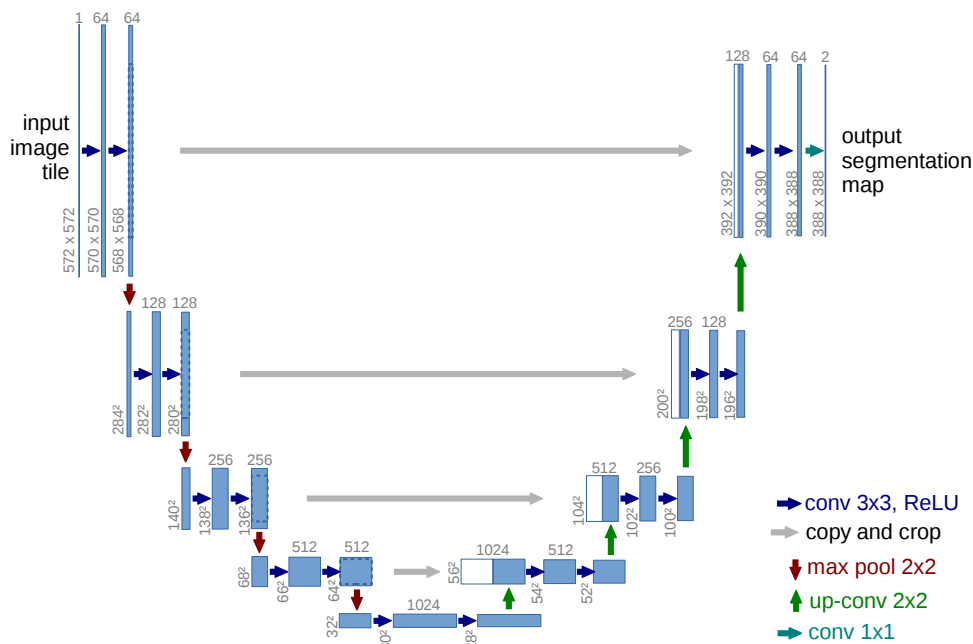 1 64 64
128 64 64 2
input
image
tile
output
segmentation
map
572 x 572
570 x 570
568 x 568
392 x 392
390 x 390
388 x 388
388 x 388
128 128
256 128
284²
282²
280²
200²
198²
196²
256 256
512 256
140²
138²
136²
104²
102²
100²
512 512
1024 512
68²
66²
64²
56²
54²
52²
1024
32²
conv 3x3, ReLU
copy and crop
max pool 2x2
up-conv 2x2
conv 1x1